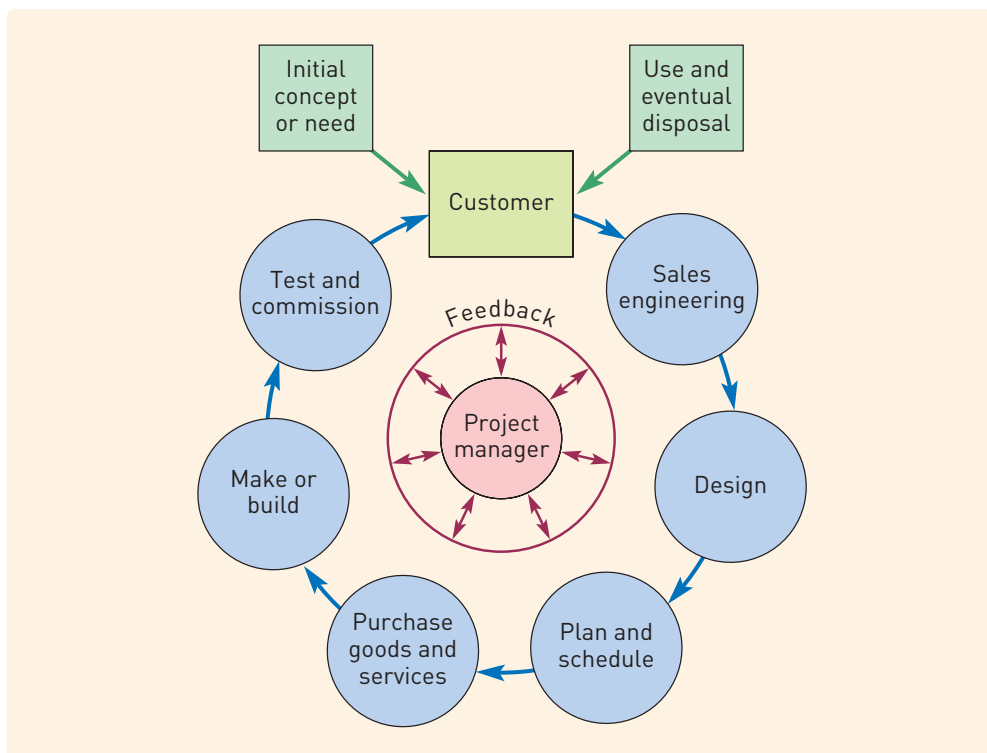 Initial
concept
or need
Use and
eventual
disposal
Customer
Test and
commission
Sales
engineering
Feedback
Project
manager
Make or
build
Design
Purchase
goods and
services
Plan and
schedule